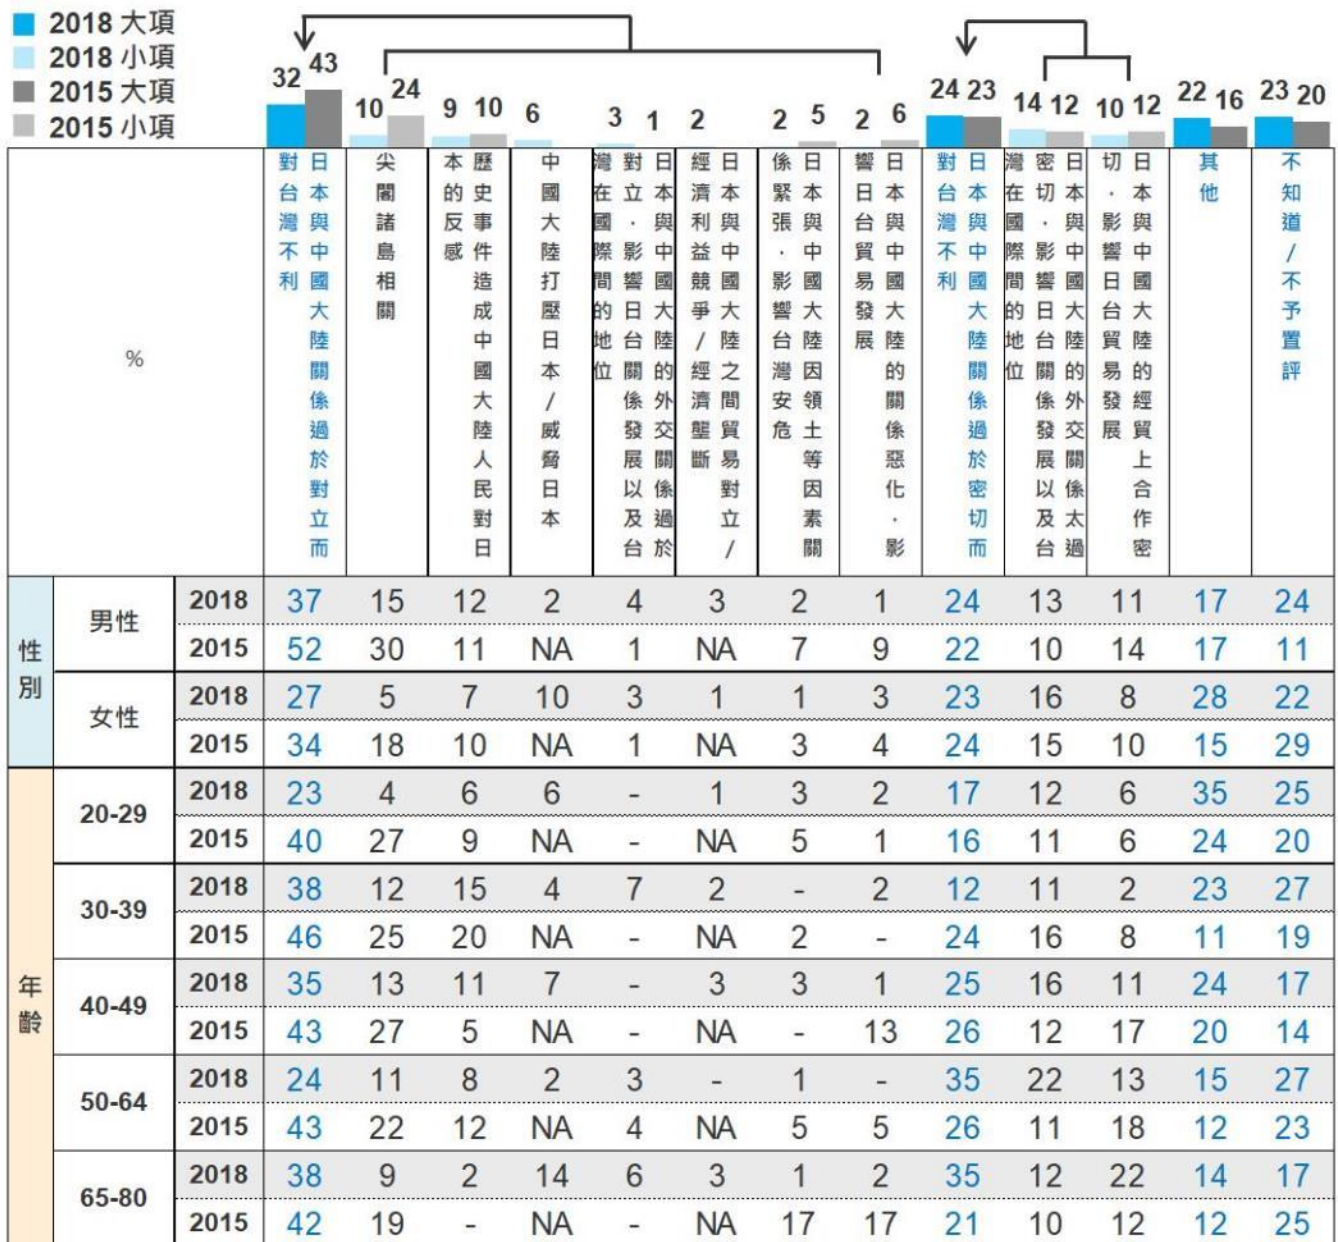 2018 大項
2018 小項
2015 大項
2015 小項
32 43 10 24 9 10 6 3 1 2 2 5 2 6 24 23 14 12 10 12 22 16 23 20
%
日本與中國大陸關係過於對立而
對台灣不利
尖閣諸島相關
歷史事件造成中國大陸人民對日
本的反感
中國大陸打壓日本/威脅日本
日本與中國大陸的外交關係過於
對立．影響日台關係發展以及台
灣在國際間的地位
日本與中國大陸之間貿易對立/
經濟利益競爭/經濟壟斷
日本與中國大陸因領土等因素關
係緊張．影響台灣安危
日本與中國大陸的關係惡化．影
響日台貿易發展
日本與中國大陸關係過於密切而
對台灣不利
日本與中國大陸的外交關係太過
密切．影響日台關係發展以及台
灣在國際間的地位
日本與中國大陸的經貿上合作密
切．影響日台貿易發展
其他
不知道/不予置評
性別
男性
2018 37 15 12 2 4 3 2 1 24 13 11 17 24
2015 52 30 11 NA 1 NA 7 9 22 10 14 17 11
女性
2018 27 5 7 10 3 1 1 3 23 16 8 28 22
2015 34 18 10 NA 1 NA 3 4 24 15 10 15 29
年齡
20-29
2018 23 4 6 6 - 1 3 2 17 12 6 35 25
2015 40 27 9 NA - NA 5 1 16 11 6 24 20
30-39
2018 38 12 15 4 7 2 - 2 12 11 2 23 27
2015 46 25 20 NA - NA 2 - 24 16 8 11 19
40-49
2018 35 13 11 7 - 3 3 1 25 16 11 24 17
2015 43 27 5 NA - NA - 13 26 12 17 20 14
50-64
2018 24 11 8 2 3 - 1 - 35 22 13 15 27
2015 43 22 12 NA 4 NA 5 5 26 11 18 12 23
65-80
2018 38 9 2 14 6 3 1 2 35 12 22 14 17
2015 42 19 - NA - NA 17 17 21 10 12 12 25